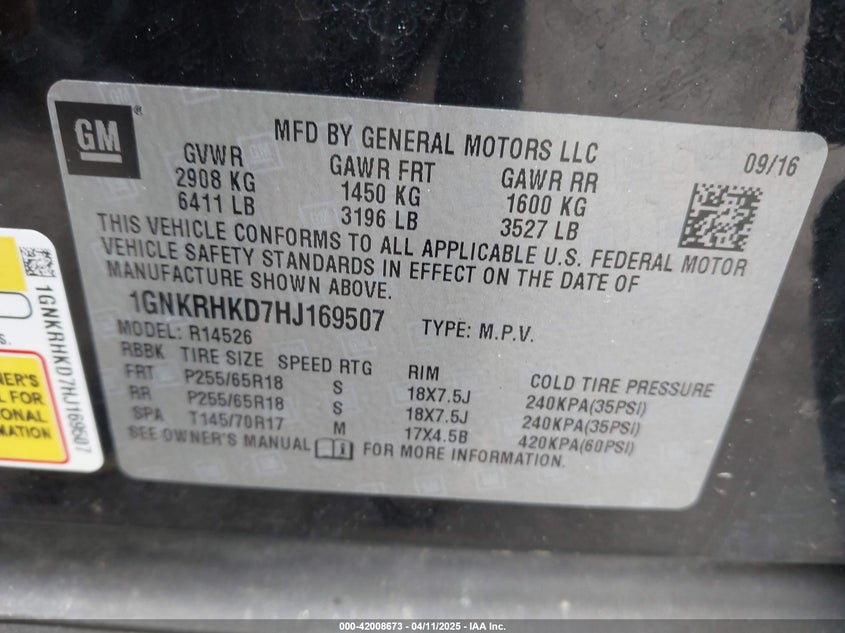 GM
MFD BY GENERAL MOTORS LLC
09/16
GVWR GAWR FRT GAWR RR
2908 KG 1450 KG 1600 KG
6411 LB 3196 LB 3527 LB
THIS VEHICLE CONFORMS TO ALL APPLICABLE U.S. FEDERAL MOTOR
VEHICLE SAFETY STANDARDS IN EFFECT ON THE DATE OF
MANUFACTURE SHOWN ABOVE.
1GNKRHKD7HJ169507 TYPE: M.P.V.
MODEL: R14526
RBBK TIRE SIZE SPEED RTG RIM COLD TIRE PRESSURE
FRT P255/65R18 S 18X7.5J 240KPA(35PSI)
RR P255/65R18 S 18X7.5J 240KPA(35PSI)
SPA T145/70R17 M 17X4.5B 420KPA(60PSI)
SEE OWNER'S MANUAL FOR MORE INFORMATION.
1GNKRHKD7HJ169507
S.
NER'S
L FOR
IONAL
MATION
000-42008673 - 04/11/2025 - IAA Inc.